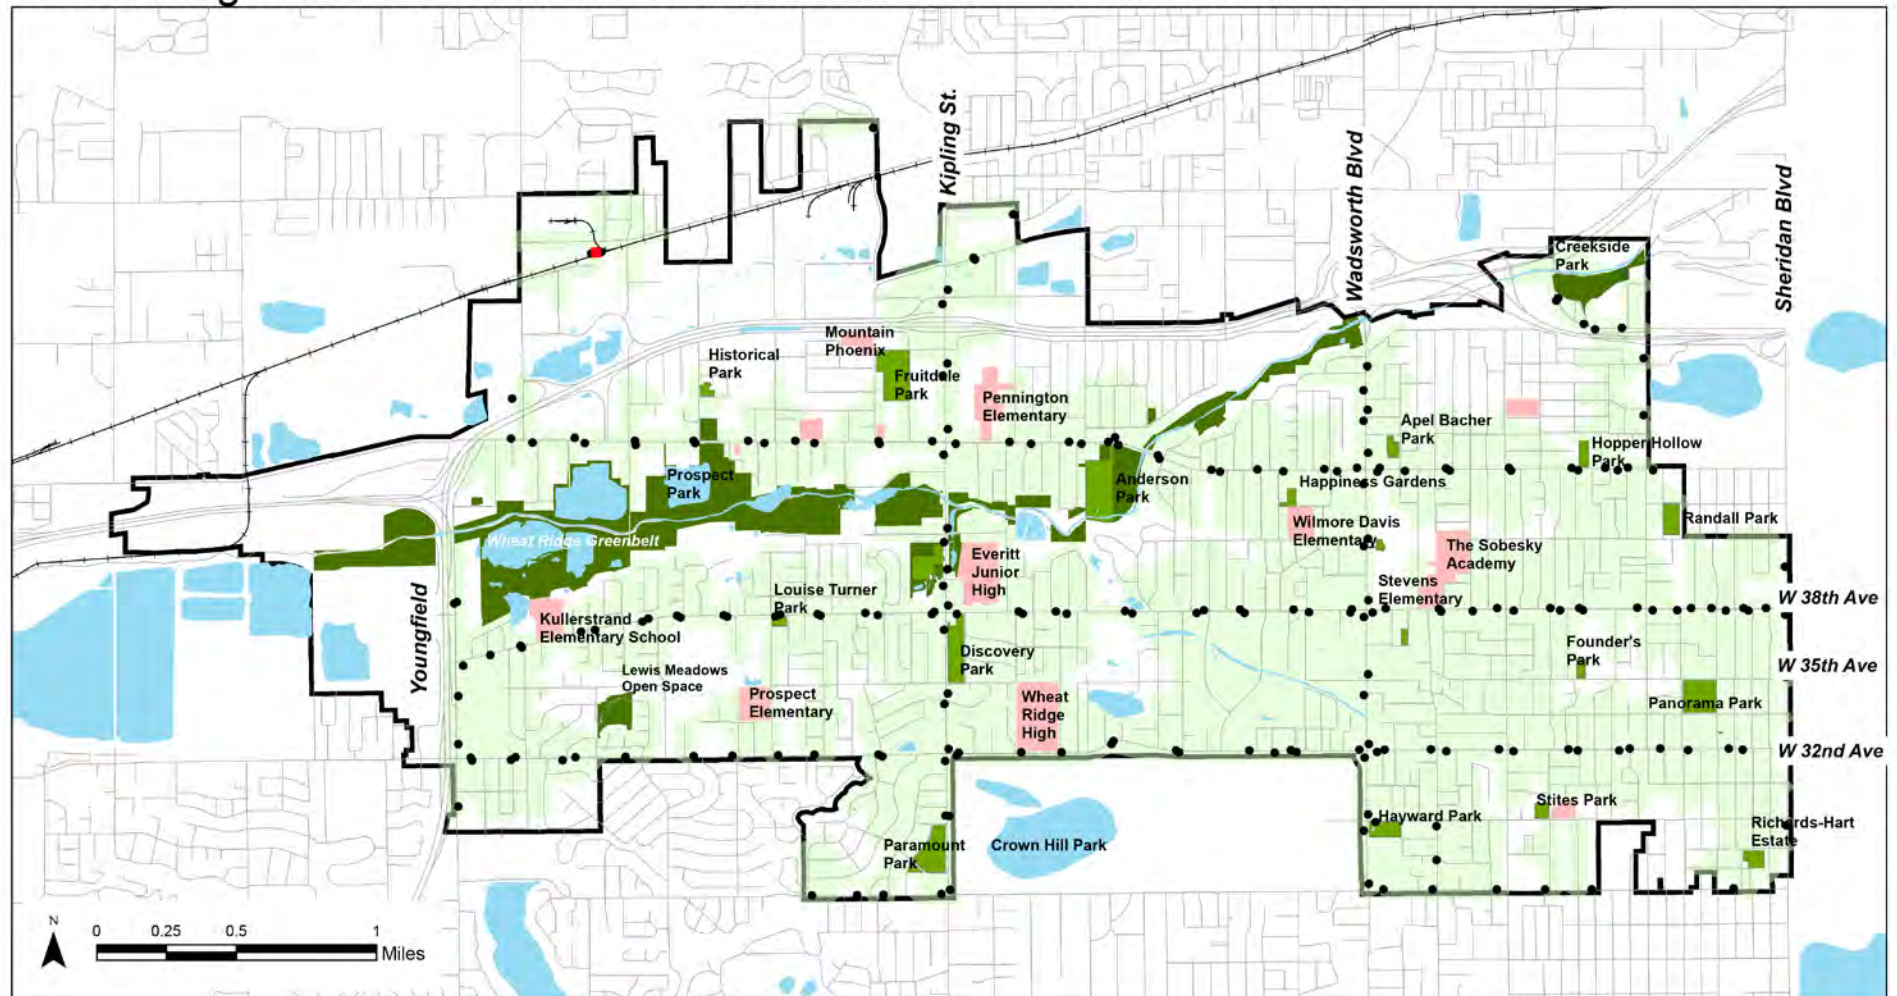 Kipling St.
Wadsworth Blvd
Sheridan Blvd
Creekside
Park
Mountain
Phoenix
Historical
Park
Fruitdale
Park
Pennington
Elementary
Apel Bacher
Park
Hopper Hollow
Park
Prospect
Park
Anderson
Park
Happiness Gardens
Randall Park
Wilmore Davis
Elementary
The Sobesky
Academy
Wheat Ridge Greenbelt
Everitt
Junior
High
Stevens
Elementary
Louise Turner
Park
W 38th Ave
Kullerstrand
Elementary School
Youngfield
Founder's
Park
Discovery
Park
W 35th Ave
Lewis Meadows
Open Space
Prospect
Elementary
Wheat
Ridge
High
Panorama Park
W 32nd Ave
Stites Park
Hayward Park
Richards-Hart
Estate
Paramount
Park
Crown Hill Park
N
0 0.25 0.5 1
Miles